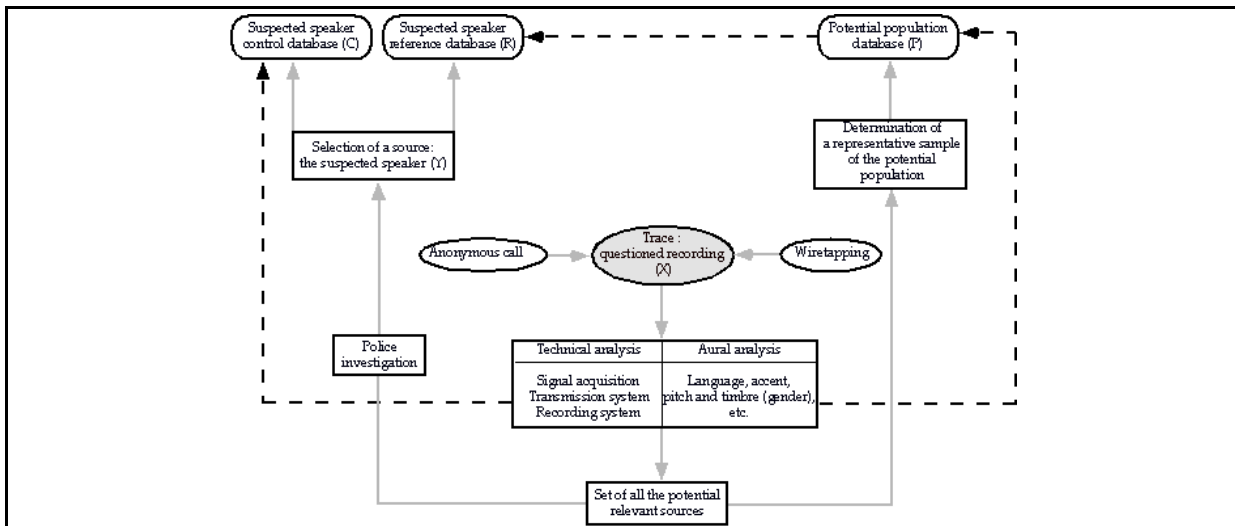 Suspected speaker
control database (C)
Suspected speaker
reference database (R)
Potential population
database (P)
Selection of a source:
the suspected speaker (Y)
Determination of
a representative sample
of the potential
population
Anonymous call
Trace :
questioned recording
(X)
Wiretapping
Police
investigation
Technical analysis
Signal acquisition
Transmission system
Recording system
Aural analysis
Language, accent,
pitch and timbre (gender),
etc.
Set of all the potential
relevant sources